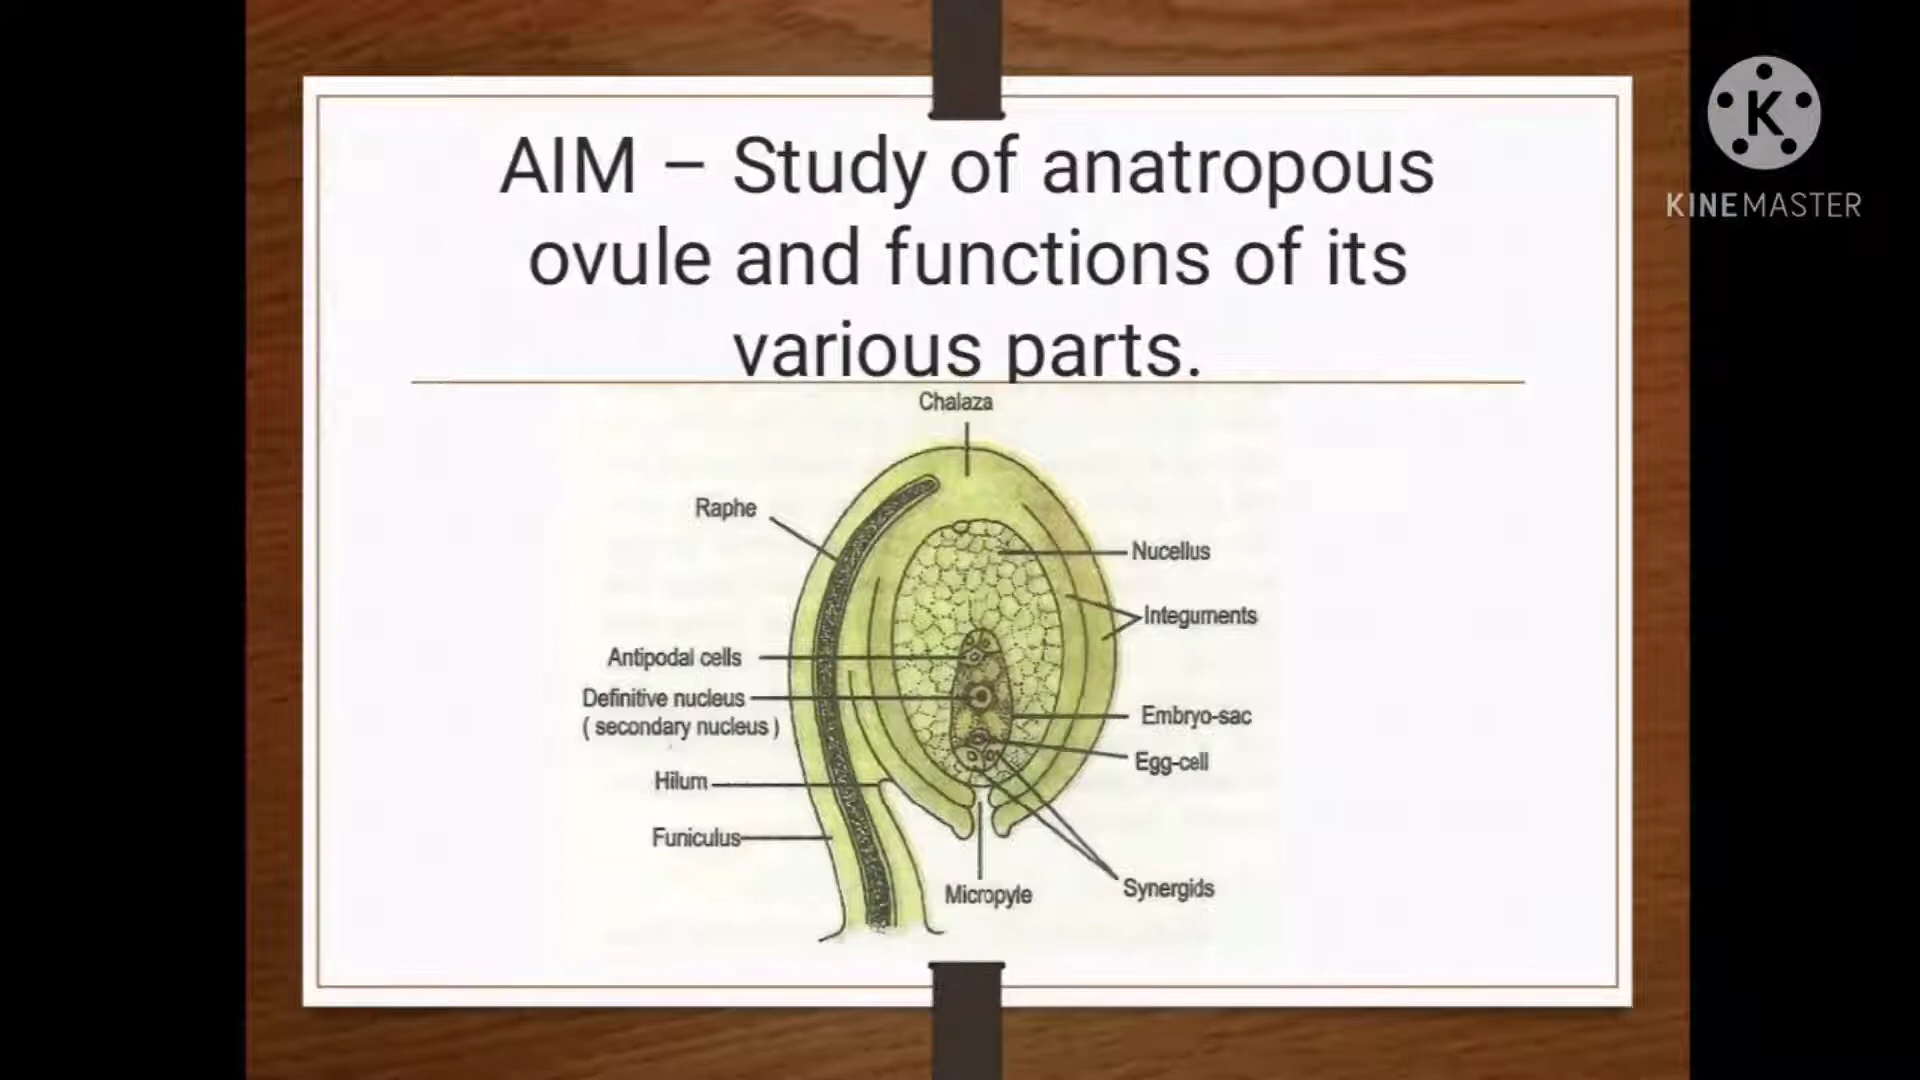 AIM – Study of anatropous
ovule and functions of its
various parts.
K
KINEMASTER
Chalaza
Raphe
Nucellus
Integuments
Antipodal cells
Definitive nucleus
( secondary nucleus )
Embryo-sac
Egg-cell
Hilum
Funiculus
Micropyle
Synergids